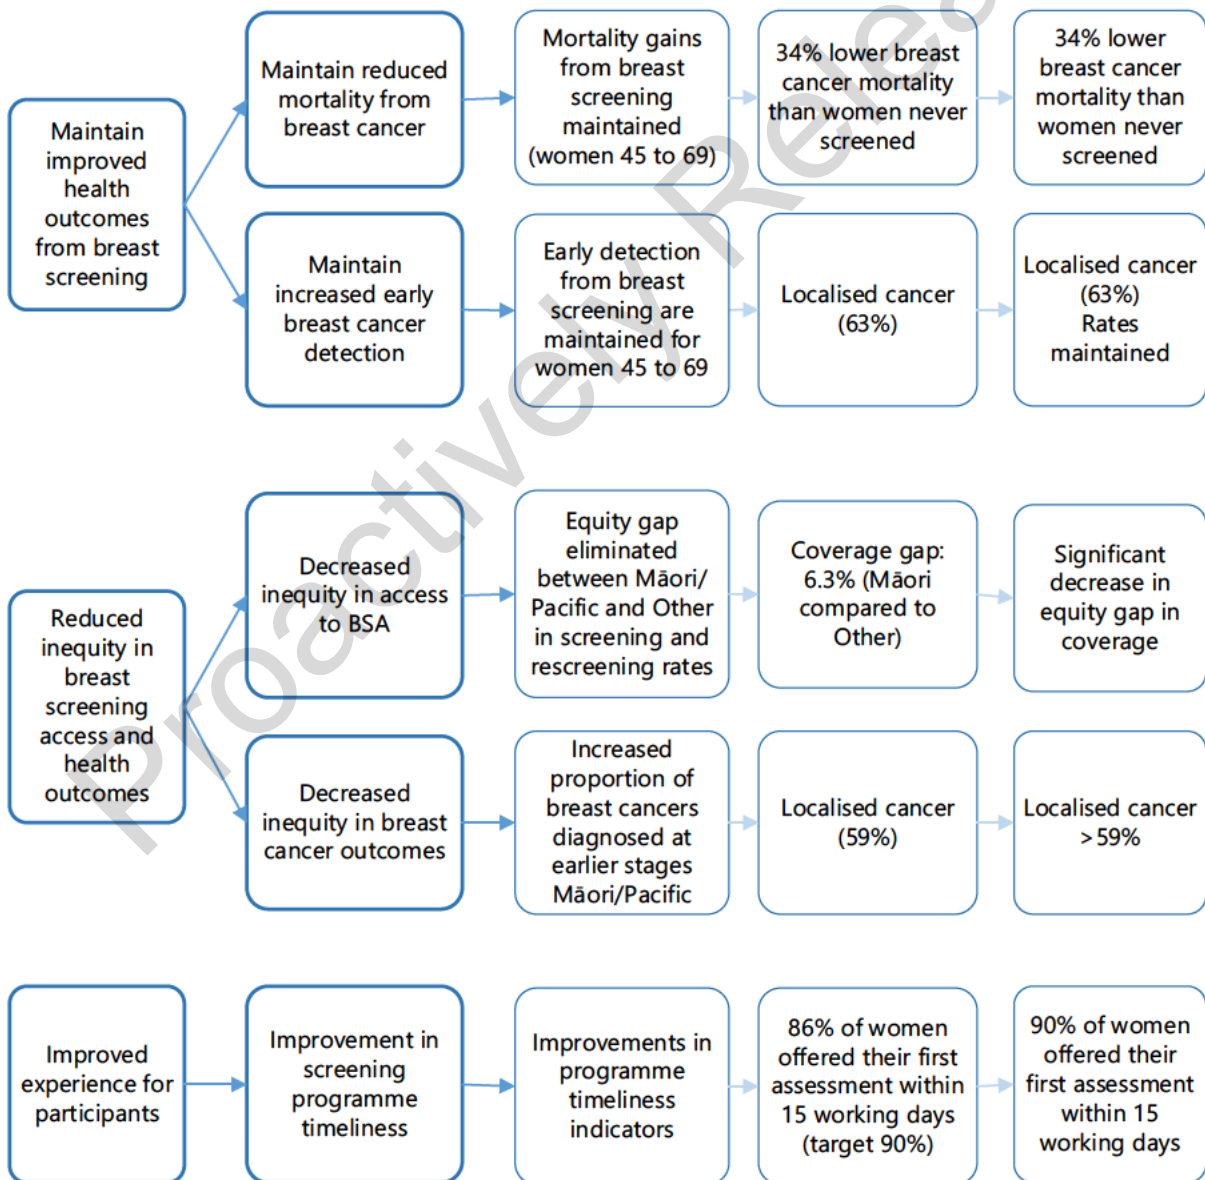 Maintain
improved
health
outcomes
from breast
screening
Maintain reduced
mortality from
breast cancer
Mortality gains
from breast
screening
maintained
(women 45 to 69)
34% lower breast
cancer mortality
than women never
screened
34% lower
breast cancer
mortality than
women never
screened
Maintain
increased early
breast cancer
detection
Early detection
from breast
screening are
maintained for
women 45 to 69
Localised cancer
(63%)
Localised cancer
(63%)
Rates
maintained
Reduced
inequity in
breast
screening
access and
health
outcomes
Decreased
inequity in access
to BSA
Equity gap
eliminated
between Māori/
Pacific and Other
in screening and
rescreening rates
Coverage gap:
6.3% (Māori
compared to
Other)
Significant
decrease in
equity gap in
coverage
Decreased
inequity in breast
cancer outcomes
Increased
proportion of
breast cancers
diagnosed at
earlier stages
Māori/Pacific
Localised cancer
(59%)
Localised cancer
>59%
Improved
experience for
participants
Improvement in
screening
programme
timeliness
Improvements in
programme
timeliness
indicators
86% of women
offered their first
assessment within
15 working days
(target 90%)
90% of women
offered their
first assessment
within 15
working days
Proactively Relea